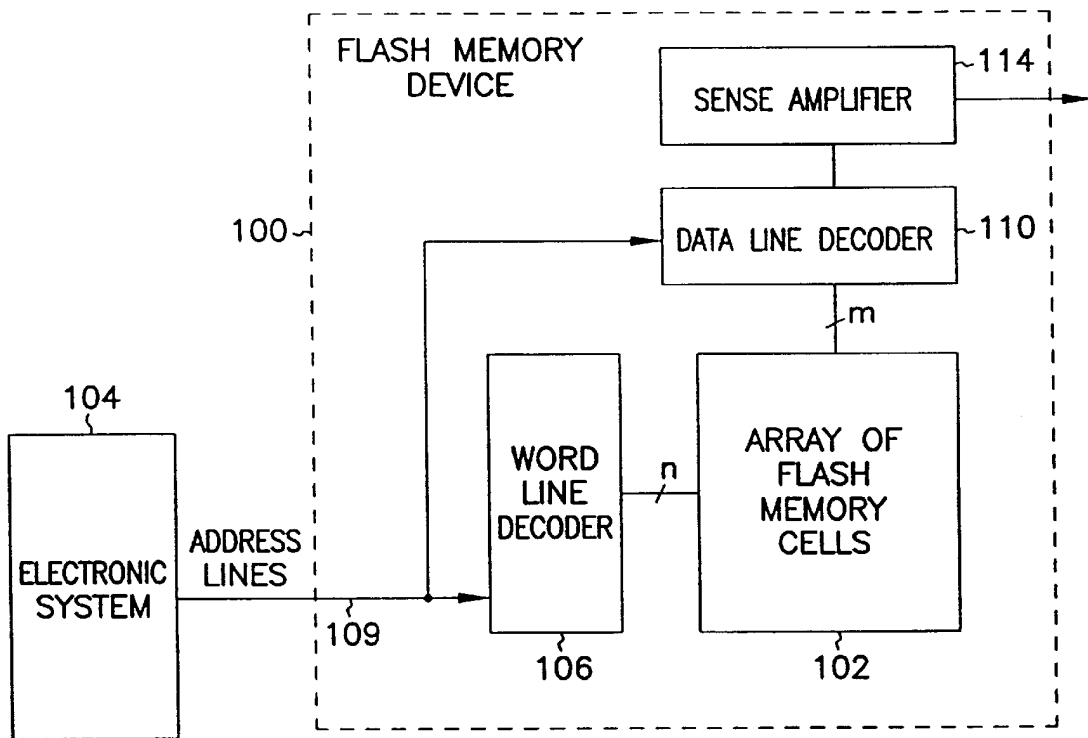 FLASH MEMORY
DEVICE
114
SENSE AMPLIFIER
100
DATA LINE DECODER
110
m
104
WORD
LINE
DECODER
n
ARRAY OF
FLASH
MEMORY
CELLS
ELECTRONIC
SYSTEM
ADDRESS
LINES
109
106
102